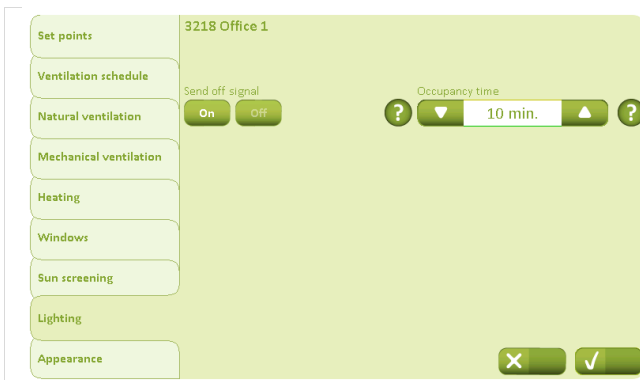 3218 Office 1
Set points
Ventilation schedule
Natural ventilation
Mechanical ventilation
Heating
Windows
Sun screening
Lighting
Appearance
Send off signal
On Off
?
Occupancy time
10 min.
?